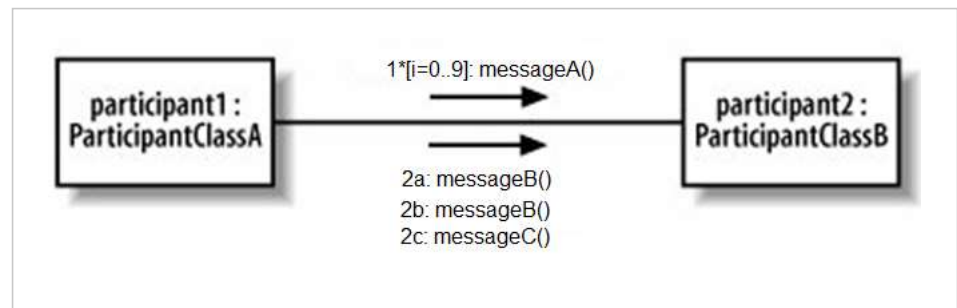 1*[i=0..9]: messageA()
participant1 :
ParticipantClassA
participant2 :
ParticipantClassB
2a: messageB()
2b: messageB()
2c: messageC()